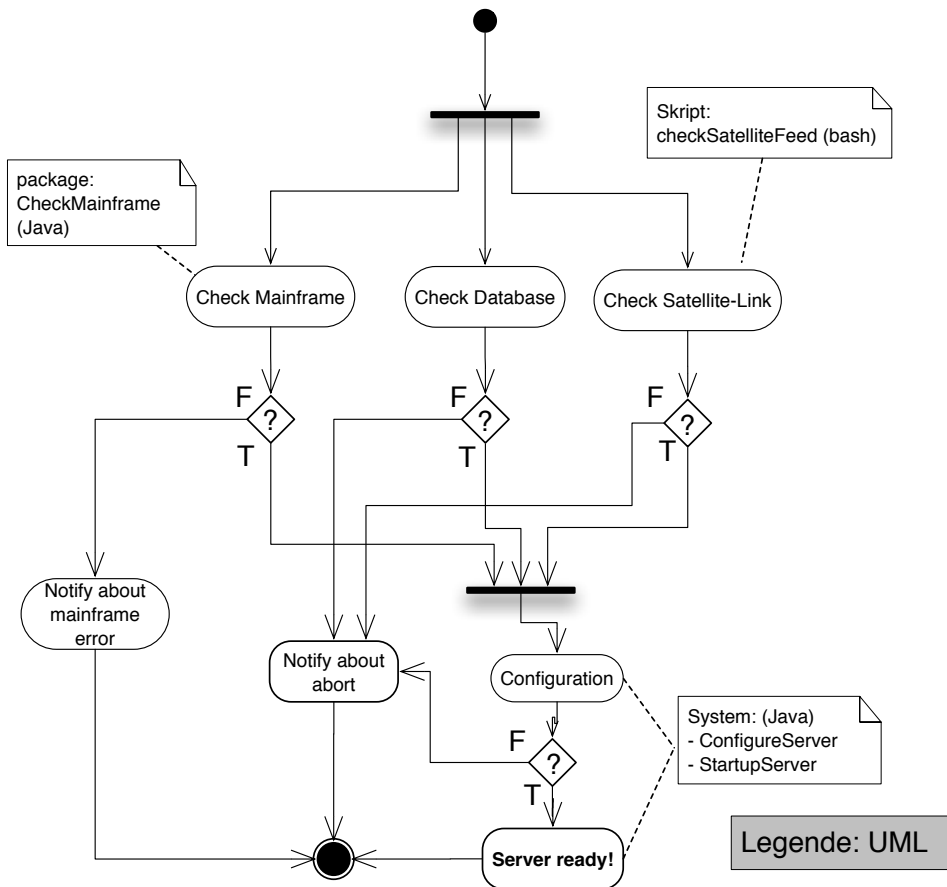 Skript:
checkSatelliteFeed (bash)
package:
CheckMainframe
(Java)
Check Mainframe
Check Database
Check Satellite-Link
F
?
T
F
?
T
F
?
T
Notify about
mainframe
error
Notify about
abort
Configuration
System: (Java)
- ConfigureServer
- StartupServer
F
?
T
Server ready!
Legende: UML